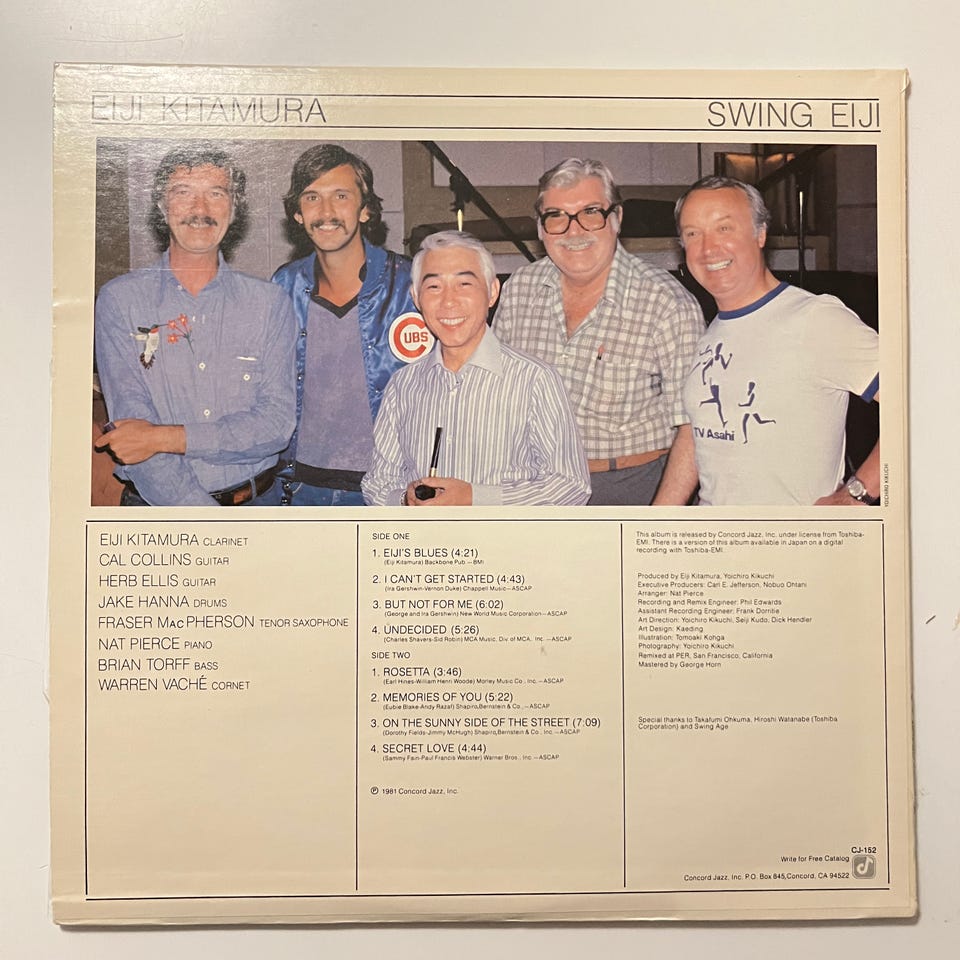 EIJI KITAMURA
SWING EIJI
CUBS
TV Asahi
YOICHIRO KIKUCHI
EIJI KITAMURA CLARINET
CAL COLLINS GUITAR
HERB ELLIS GUITAR
JAKE HANNA DRUMS
FRASER MacPHERSON TENOR SAXOPHONE
NAT PIERCE PIANO
BRIAN TORFF BASS
WARREN VACHÉ CORNET
SIDE ONE
1. EIJI'S BLUES (4:21)
(Eiji Kitamura) Backbone Pub.—BMI
2. I CAN'T GET STARTED (4:43)
(Ira Gershwin-Vernon Duke) Chappell Music—ASCAP
3. BUT NOT FOR ME (6:02)
(George and Ira Gershwin) New World Music Corporation—ASCAP
4. UNDECIDED (5:26)
(Charles Shavers-Sid Robin) MCA Music, Div. of MCA, Inc.—ASCAP
SIDE TWO
1. ROSETTA (3:46)
(Earl Hines-William Henri Woode) Morley Music Co., Inc.—ASCAP
2. MEMORIES OF YOU (5:22)
(Eubie Blake-Andy Razaf) Shapiro,Bernstein & Co.,—ASCAP
3. ON THE SUNNY SIDE OF THE STREET (7:09)
(Dorothy Fields-Jimmy McHugh) Shapiro,Bernstein & Co., Inc.—ASCAP
4. SECRET LOVE (4:44)
(Sammy Fain-Paul Francis Webster) Warner Bros., Inc.—ASCAP
℗ 1981 Concord Jazz, Inc.
This album is released by Concord Jazz, Inc. under license from Toshiba-
EMI. There is a version of this album available in Japan on a digital
recording with Toshiba-EMI.
Produced by Eiji Kitamura, Yoichiro Kikuchi
Executive Producers: Carl E. Jefferson, Nobuo Ohtani
Arranger: Nat Pierce
Recording and Remix Engineer: Phil Edwards
Assistant Recording Engineer: Frank Dorritie
Art Direction: Yoichiro Kikuchi, Seiji Kudo, Dick Hendler
Art Design: Kaeding
Illustration: Tomoaki Kohga
Photography: Yoichiro Kikuchi
Remixed at PER, San Francisco, California
Mastered by George Horn
Special thanks to Takafumi Ohkuma, Hiroshi Watanabe (Toshiba
Corporation) and Swing Age
CJ-152
Write for Free Catalog
Concord Jazz, Inc. P.O. Box 845,Concord, CA 94522